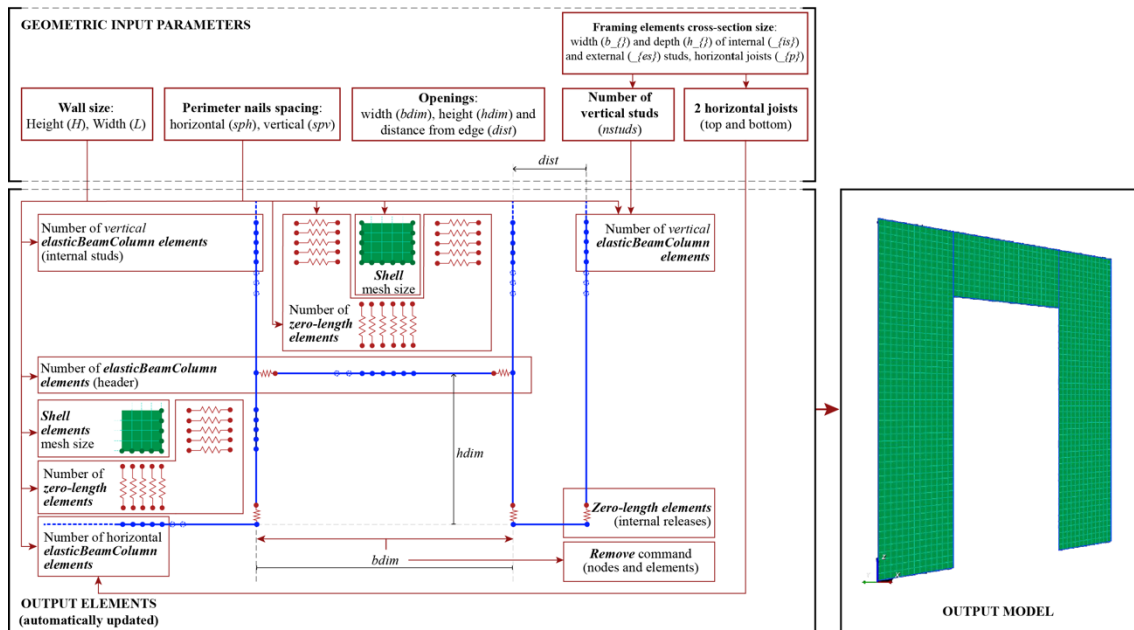 GEOMETRIC INPUT PARAMETERS
Framing elements cross-section size:
width (b_{}) and depth (h_{}) of internal (_{is})
and external (_{es}) studs, horizontal joists (_{p})
Wall size:
Height (H), Width (L)
Perimeter nails spacing:
horizontal (sph), vertical (spv)
Openings:
width (bdim), height (hdim) and
distance from edge (dist)
Number of
vertical studs
(nstuds)
2 horizontal joists
(top and bottom)
dist
Number of vertical
elasticBeamColumn elements
(internal studs)
Shell
mesh size
Number of
zero-length
elements
Number of vertical
elasticBeamColumn
elements
Number of elasticBeamColumn
elements (header)
Shell
elements
mesh size
hdim
Number of
zero-length
elements
Zero-length elements
(internal releases)
Number of horizontal
elasticBeamColumn
elements
bdim
Remove command
(nodes and elements)
OUTPUT ELEMENTS
(automatically updated)
OUTPUT MODEL